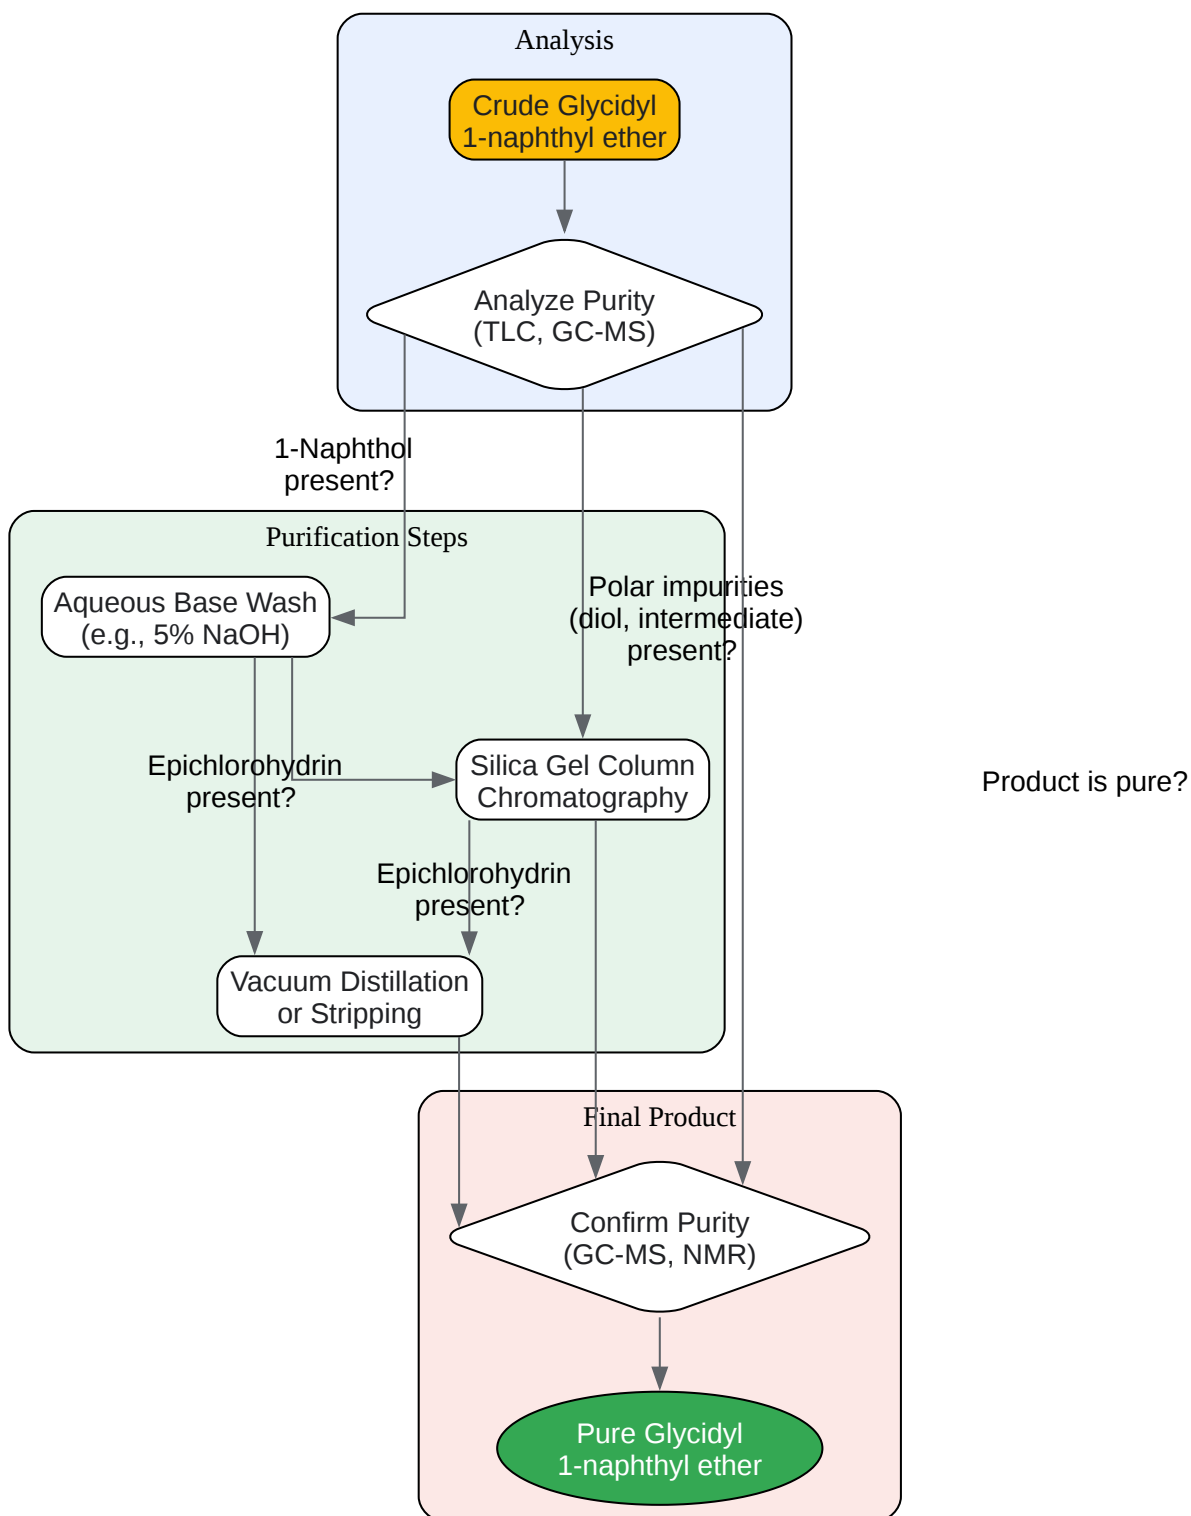 Analysis
Crude Glycidyl
1-naphthyl ether
Analyze Purity
(TLC, GC-MS)
1-Naphthol
present?
Purification Steps
Aqueous Base Wash
(e.g., 5% NaOH)
Polar impurities
(diol, intermediate)
present?
Epichlorohydrin
present?
Silica Gel Column
Chromatography
Product is pure?
Epichlorohydrin
present?
Vacuum Distillation
or Stripping
Final Product
Confirm Purity
(GC-MS, NMR)
Pure Glycidyl
1-naphthyl ether